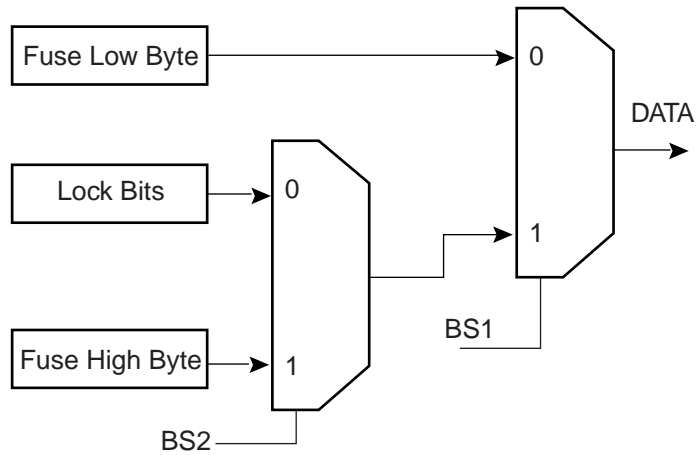 Fuse Low Byte
0
DATA
Lock Bits
0
1
BS1
Fuse High Byte
1
BS2